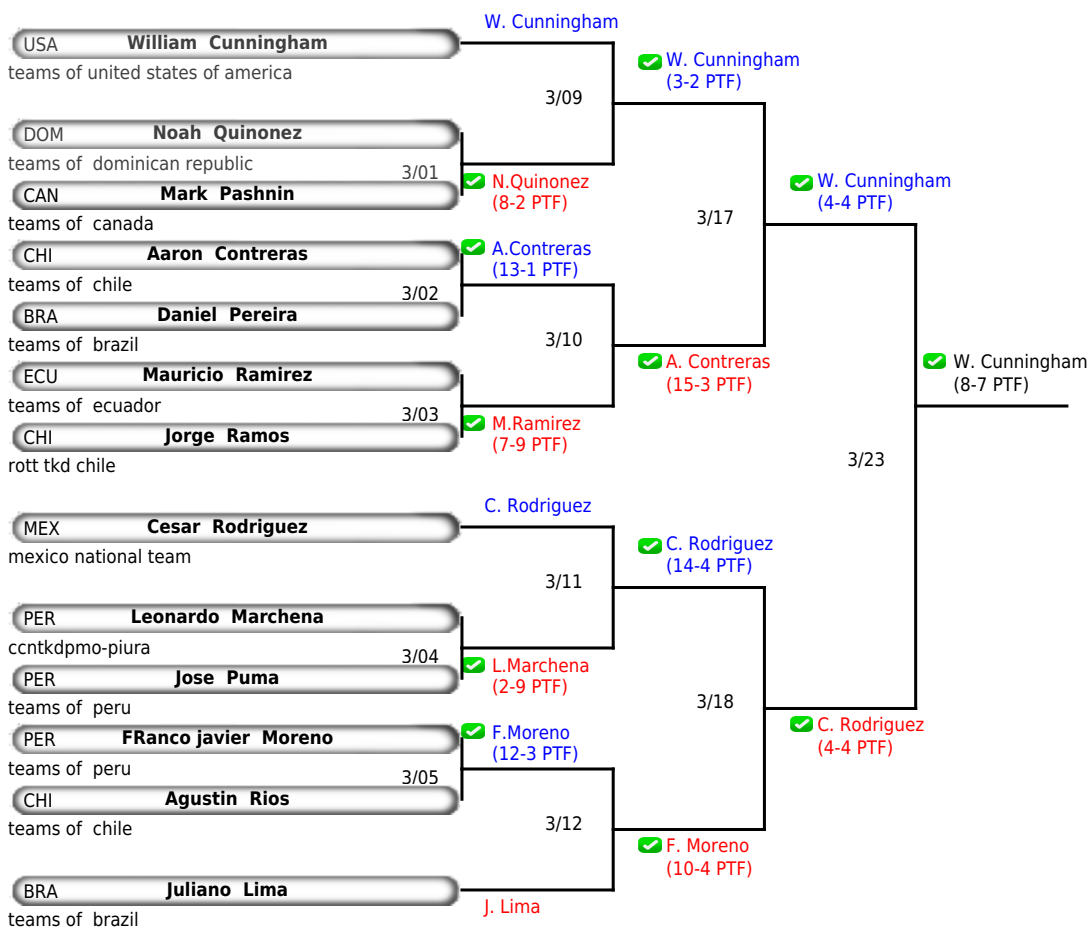 W. Cunningham
USA William Cunningham
teams of united states of america
W. Cunningham
(3-2 PTF)
3/09
DOM Noah Quinonez
teams of dominican republic
3/01
CAN Mark Pashnin
teams of canada
N.Quinonez
(8-2 PTF)
W. Cunningham
(4-4 PTF)
3/17
CHI Aaron Contreras
teams of chile
A.Contreras
(13-1 PTF)
3/02
BRA Daniel Pereira
teams of brazil
3/10
A. Contreras
(15-3 PTF)
W. Cunningham
(8-7 PTF)
ECU Mauricio Ramirez
teams of ecuador
3/03
CHI Jorge Ramos
rott tkd chile
M.Ramirez
(7-9 PTF)
3/23
C. Rodriguez
MEX Cesar Rodriguez
mexico national team
C. Rodriguez
(14-4 PTF)
3/11
PER Leonardo Marchena
ccntkdpmo-piura
3/04
PER Jose Puma
teams of peru
L.Marchena
(2-9 PTF)
3/18
C. Rodriguez
(4-4 PTF)
PER FRanco javier Moreno
teams of peru
F.Moreno
(12-3 PTF)
3/05
CHI Agustin Rios
teams of chile
3/12
F. Moreno
(10-4 PTF)
BRA Juliano Lima
teams of brazil
J. Lima